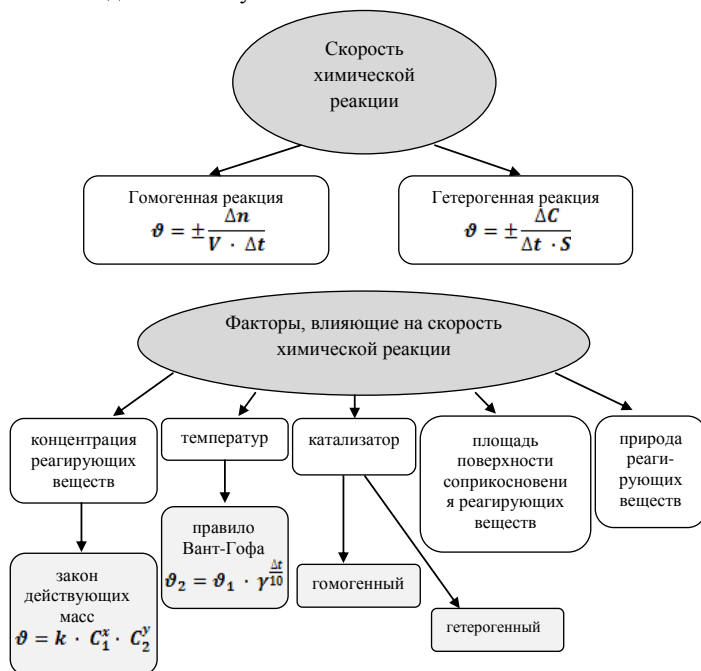 Скорость
химической
реакции
Гомогенная реакция
ϑ = ± Δn / (V · Δt)
Гетерогенная реакция
ϑ = ± ΔC / (Δt · S)
Факторы, влияющие на скорость
химической реакции
концентрация
реагирующих
веществ
температур
катализатор
площадь
поверхности
соприкосновени
я реагирующих
веществ
природа
реаги-
рующих
веществ
правило
Вант-Гофа
ϑ₂ = ϑ₁ · γ^(Δt/10)
гомогенный
закон
действующих
масс
ϑ = k · C₁ˣ · C₂ʸ
гетерогенный